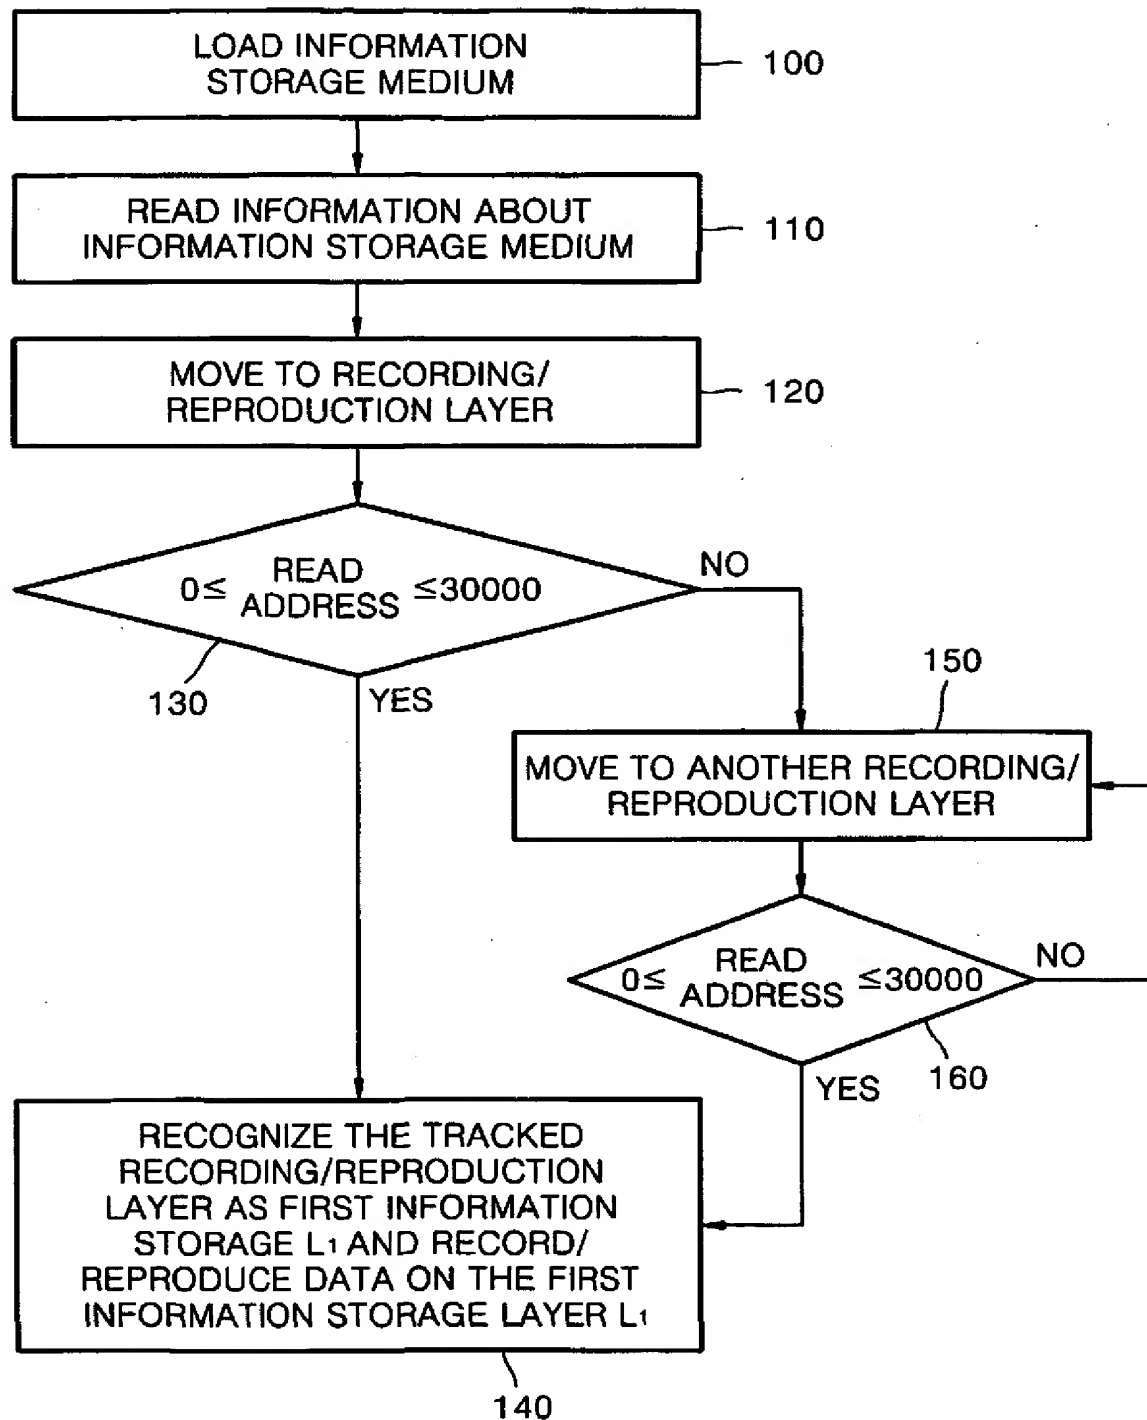 LOAD INFORMATION
STORAGE MEDIUM
100
READ INFORMATION ABOUT
INFORMATION STORAGE MEDIUM
110
MOVE TO RECORDING/
REPRODUCTION LAYER
120
0≤ READ ADDRESS ≤30000
NO
130
YES
150
MOVE TO ANOTHER RECORDING/
REPRODUCTION LAYER
0≤ READ ADDRESS ≤30000
NO
160
YES
RECOGNIZE THE TRACKED
RECORDING/REPRODUCTION
LAYER AS FIRST INFORMATION
STORAGE L1 AND RECORD/
REPRODUCE DATA ON THE FIRST
INFORMATION STORAGE LAYER L1
140